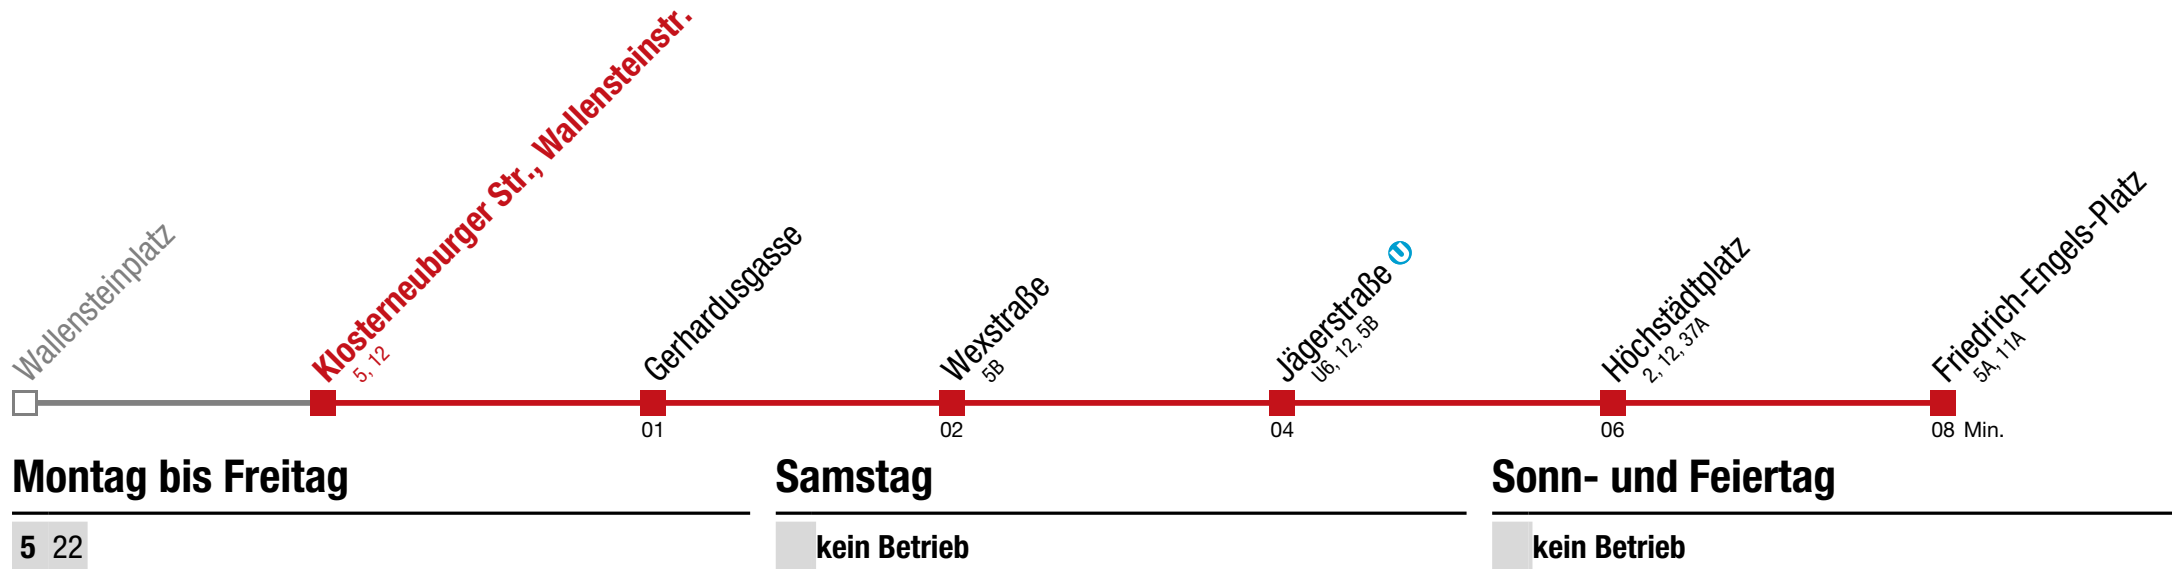 Wallensteinplatz
Klosterneuburger Str., Wallensteinstr.
5, 12
Gerhardusgasse
Wexstraße
5B
Jägerstraße U
U6, 12, 5B
Höchstädtplatz
2, 12, 37A
Friedrich-Engels-Platz
5A, 11A
01 02 04 06 08 Min.
Montag bis Freitag
5 22
Samstag
kein Betrieb
Sonn- und Feiertag
kein Betrieb